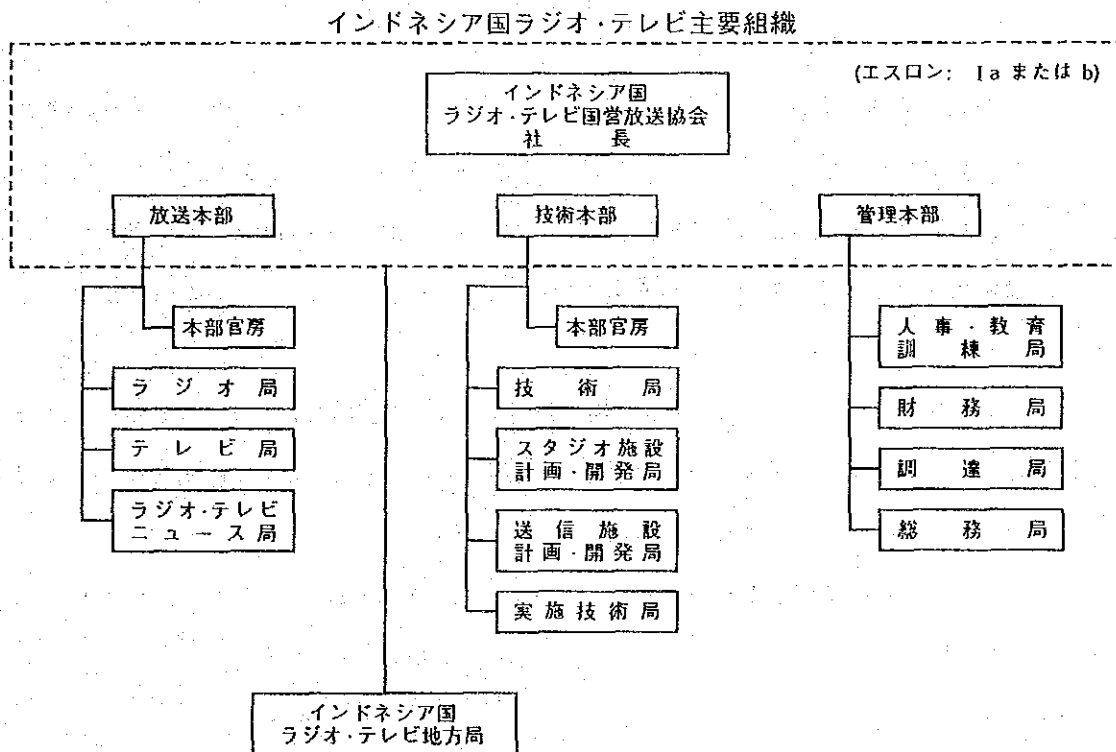 インドネシア国ラジオ・テレビ主要組織
(エスロン: Ia または b)
インドネシア国
ラジオ・テレビ国営放送協会
社 長
放送本部
技術本部
管理本部
本部官房
ラジオ局
テレビ局
ラジオ・テレビ
ニュース局
本部官房
技術局
スタジオ施設
計画・開発局
送信施設
計画・開発局
実施技術局
人事・教育
訓練局
財務局
調達局
総務局
インドネシア国
ラジオ・テレビ地方局